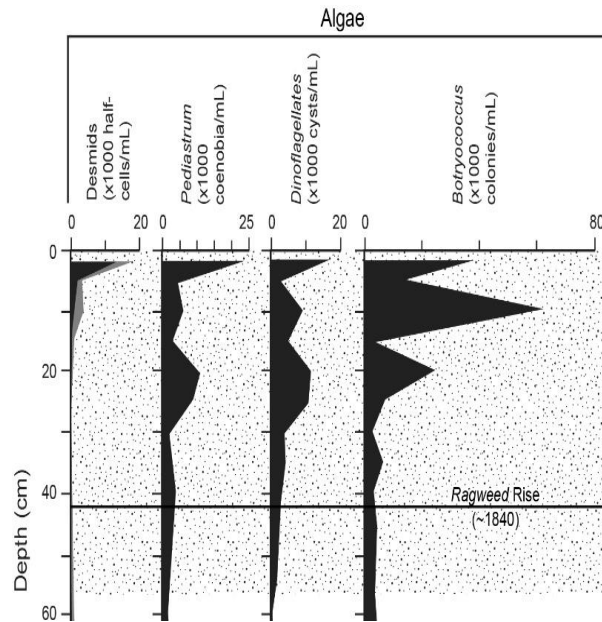 Algae
Desmids
(x1000 half-
cells/mL)
Pediastrum
(x1000
coenobia/mL)
Dinoflagellates
(x1000 cysts/mL)
Botryococcus
(x1000
colonies/mL)
0 20 0 25 0 20 0 80
0
20
40
60
Depth (cm)
Ragweed Rise
(~1840)